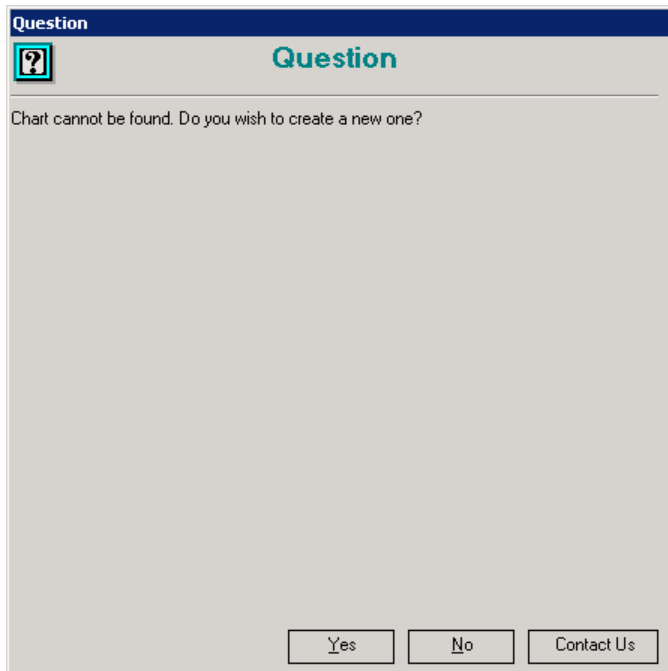 Question
Question
Chart cannot be found. Do you wish to create a new one?
Yes No Contact Us